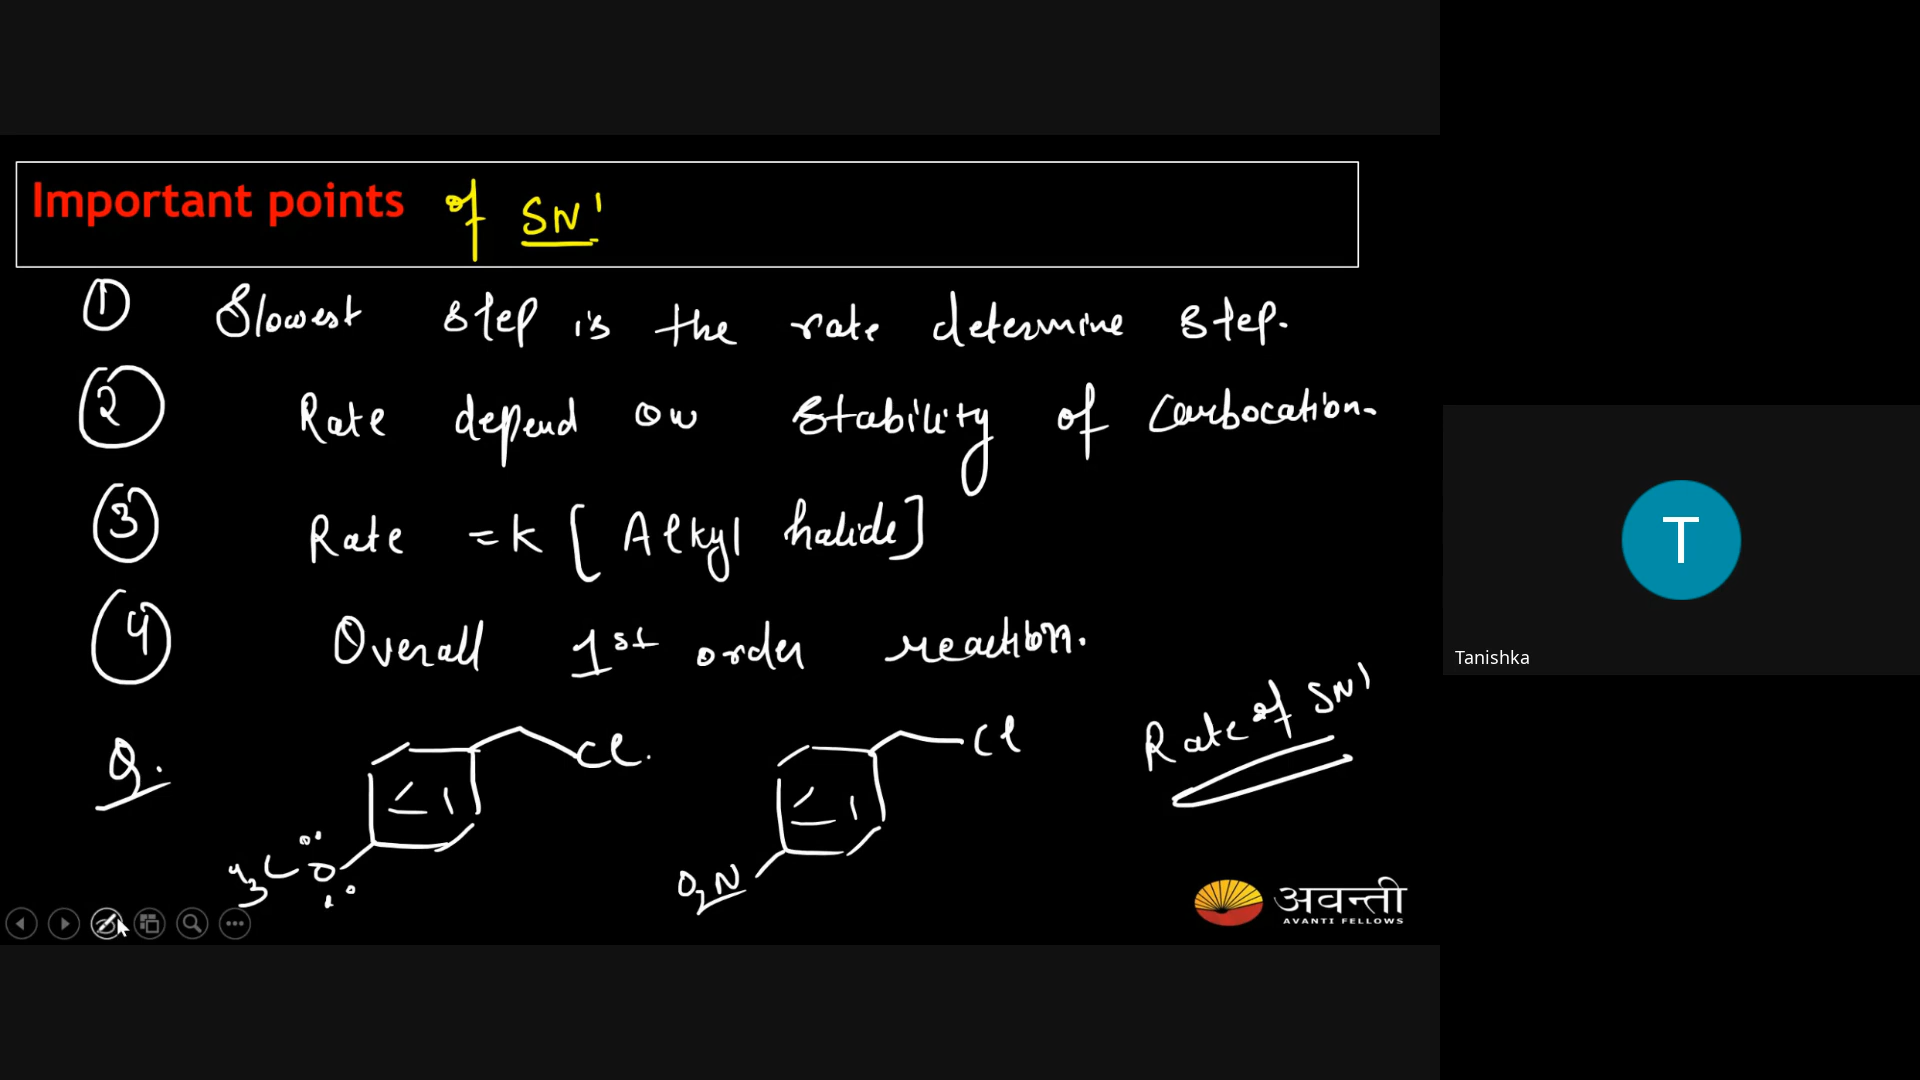 Important points of SN¹
① Slowest step is the rate determine step.
② Rate depend on stability of carbocation.
③ Rate = k [Alkyl halide]
④ Overall 1st order reaction.
Q. Cl. Cl Rate of SN¹
H₃C O O₂N
अवन्ती
AVANTI FELLOWS
T
Tanishka